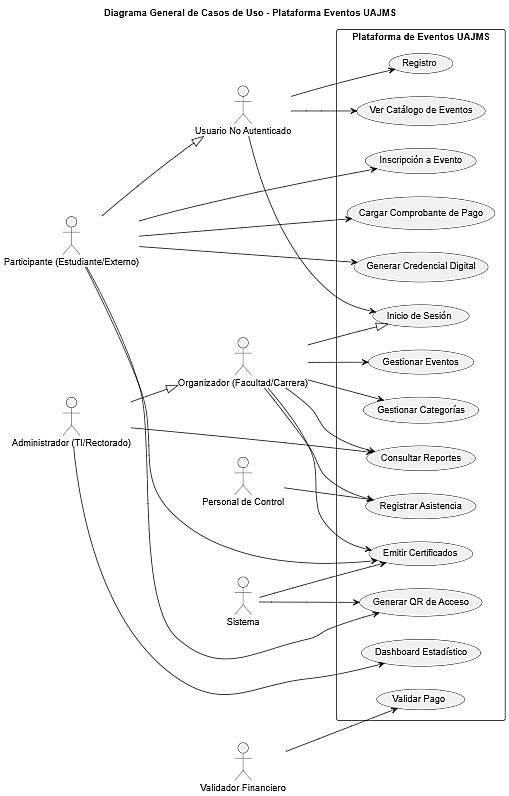 Diagrama General de Casos de Uso - Plataforma Eventos UAJMS
Plataforma de Eventos UAJMS
Registro
Ver Catálogo de Eventos
Usuario No Autenticado
Inscripción a Evento
Cargar Comprobante de Pago
Participante (Estudiante/Externo)
Generar Credencial Digital
Inicio de Sesión
Gestionar Eventos
Organizador (Facultad/Carrera)
Gestionar Categorías
Administrador (TI/Rectorado)
Consultar Reportes
Personal de Control
Registrar Asistencia
Emitir Certificados
Generar QR de Acceso
Sistema
Dashboard Estadístico
Validar Pago
Validador Financiero